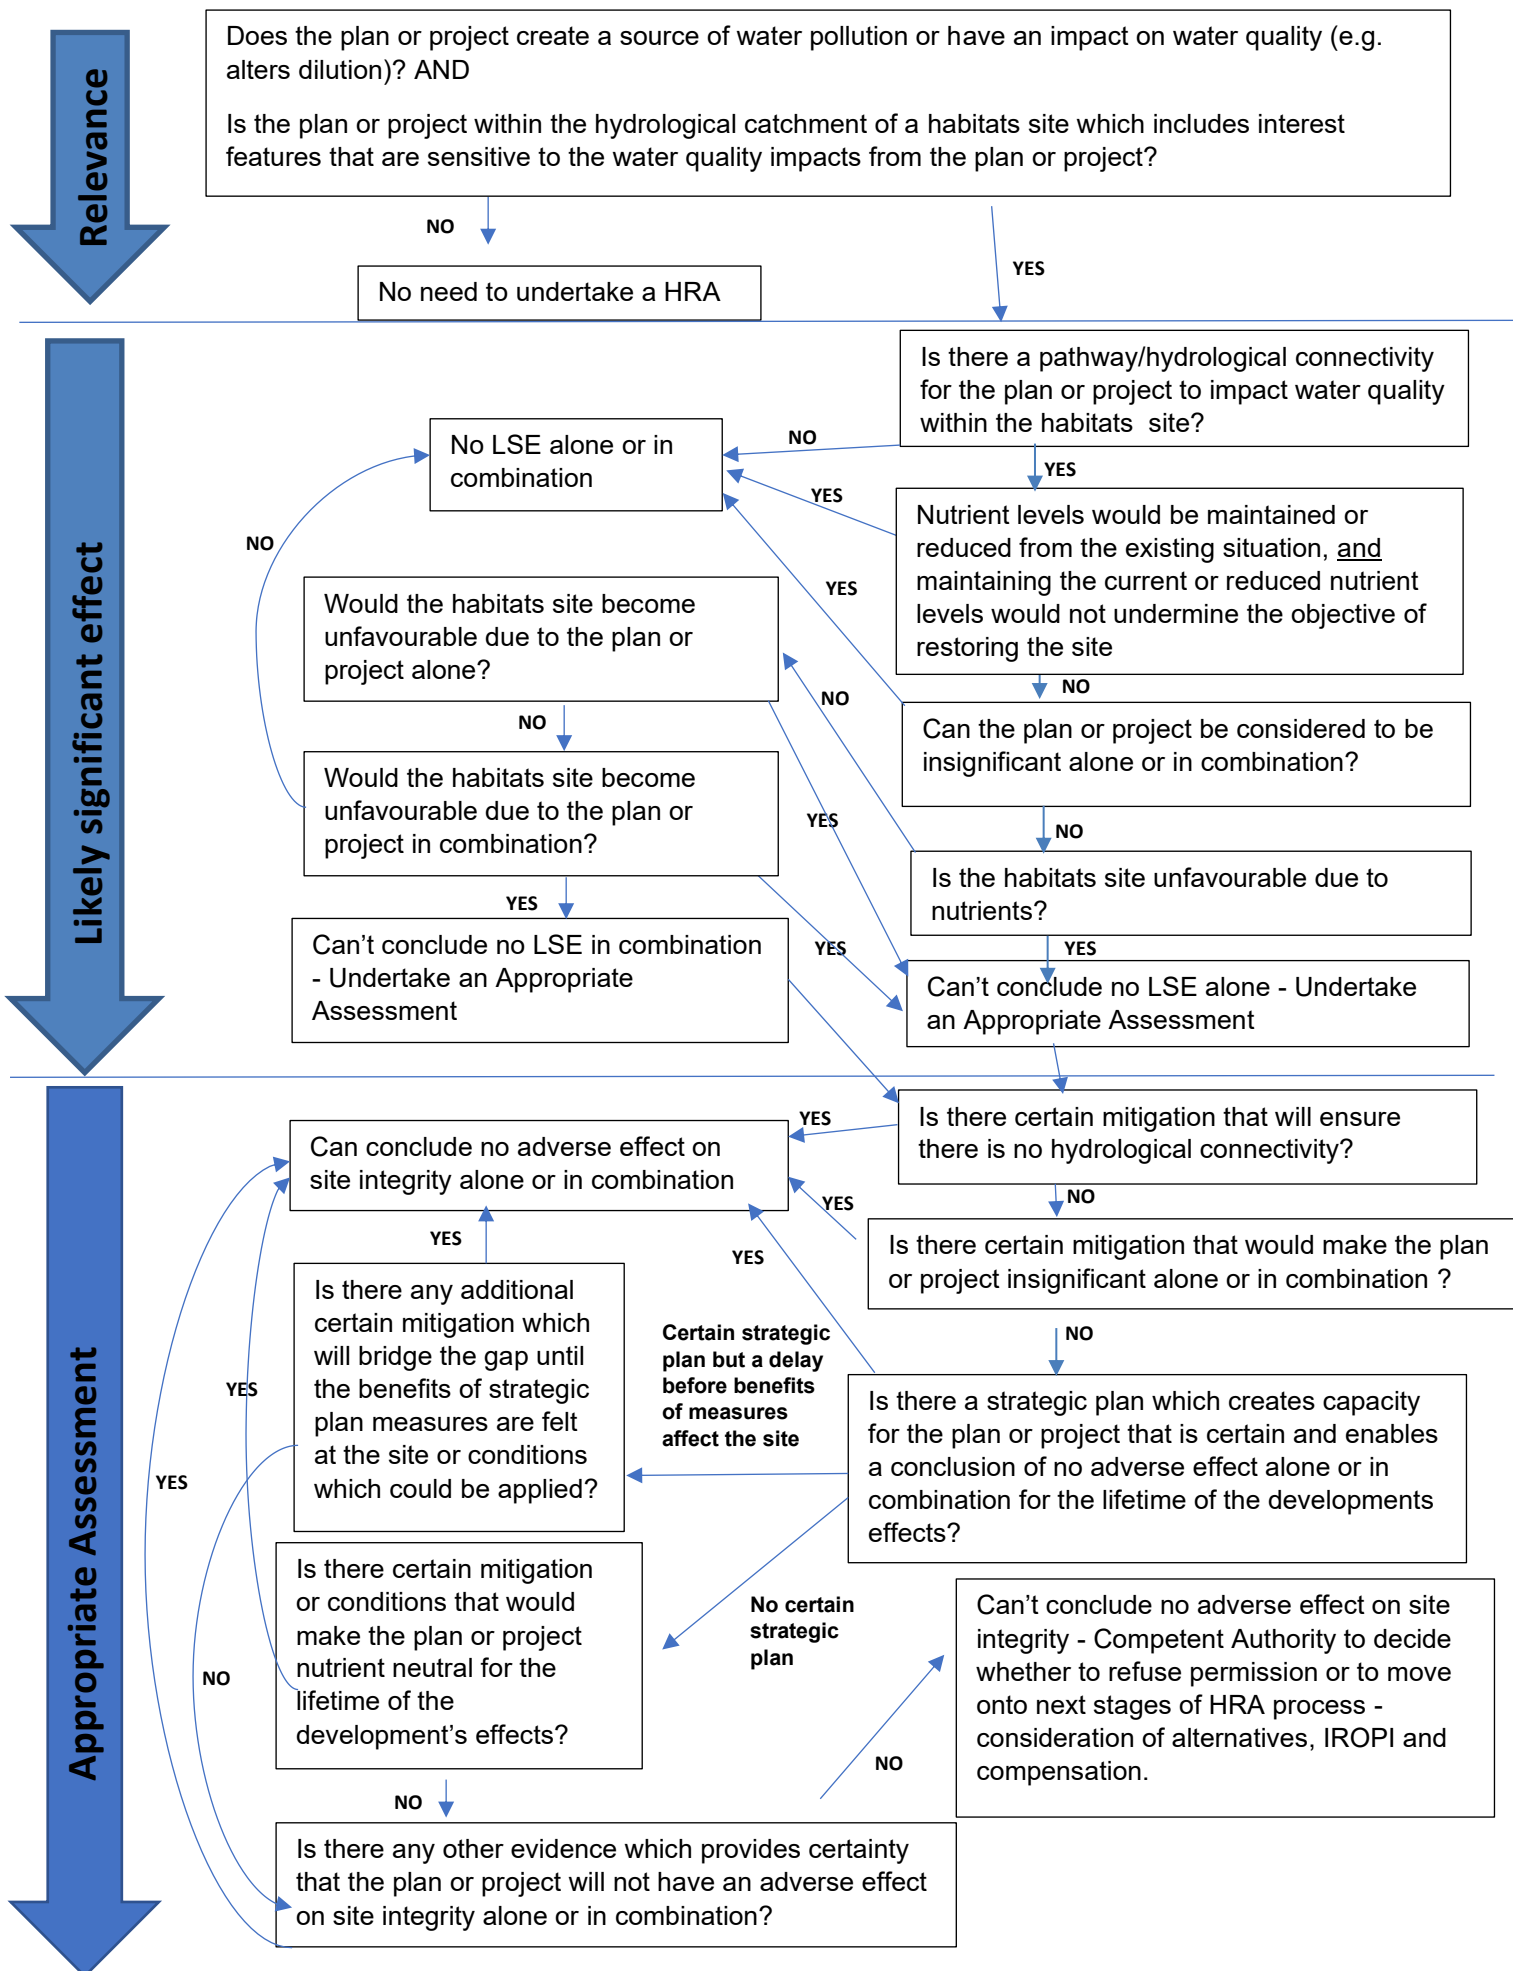 Relevance
Does the plan or project create a source of water pollution or have an impact on water quality (e.g.
alters dilution)? AND
Is the plan or project within the hydrological catchment of a habitats site which includes interest
features that are sensitive to the water quality impacts from the plan or project?
NO
YES
No need to undertake a HRA
Likely significant effect
Is there a pathway/hydrological connectivity
for the plan or project to impact water quality
within the habitats site?
NO
YES
No LSE alone or in
combination
YES
Nutrient levels would be maintained or
reduced from the existing situation, and
maintaining the current or reduced nutrient
levels would not undermine the objective of
restoring the site
NO
YES
NO
Would the habitats site become
unfavourable due to the plan or
project alone?
NO
NO
Can the plan or project be considered to be
insignificant alone or in combination?
Would the habitats site become
unfavourable due to the plan or
project in combination?
YES
NO
Is the habitats site unfavourable due to
nutrients?
YES
YES
YES
Can't conclude no LSE in combination
- Undertake an Appropriate
Assessment
Can't conclude no LSE alone - Undertake
an Appropriate Assessment
Appropriate Assessment
Is there certain mitigation that will ensure
there is no hydrological connectivity?
YES
NO
Can conclude no adverse effect on
site integrity alone or in combination
YES
Is there certain mitigation that would make the plan
or project insignificant alone or in combination ?
YES
YES
NO
Is there any additional
certain mitigation which
will bridge the gap until
the benefits of strategic
plan measures are felt
at the site or conditions
which could be applied?
Certain strategic
plan but a delay
before benefits
of measures
affect the site
Is there a strategic plan which creates capacity
for the plan or project that is certain and enables
a conclusion of no adverse effect alone or in
combination for the lifetime of the developments
effects?
YES
YES
NO
Is there certain mitigation
or conditions that would
make the plan or project
nutrient neutral for the
lifetime of the
development's effects?
No certain
strategic
plan
Can't conclude no adverse effect on site
integrity - Competent Authority to decide
whether to refuse permission or to move
onto next stages of HRA process -
consideration of alternatives, IROPI and
compensation.
NO
NO
Is there any other evidence which provides certainty
that the plan or project will not have an adverse effect
on site integrity alone or in combination?